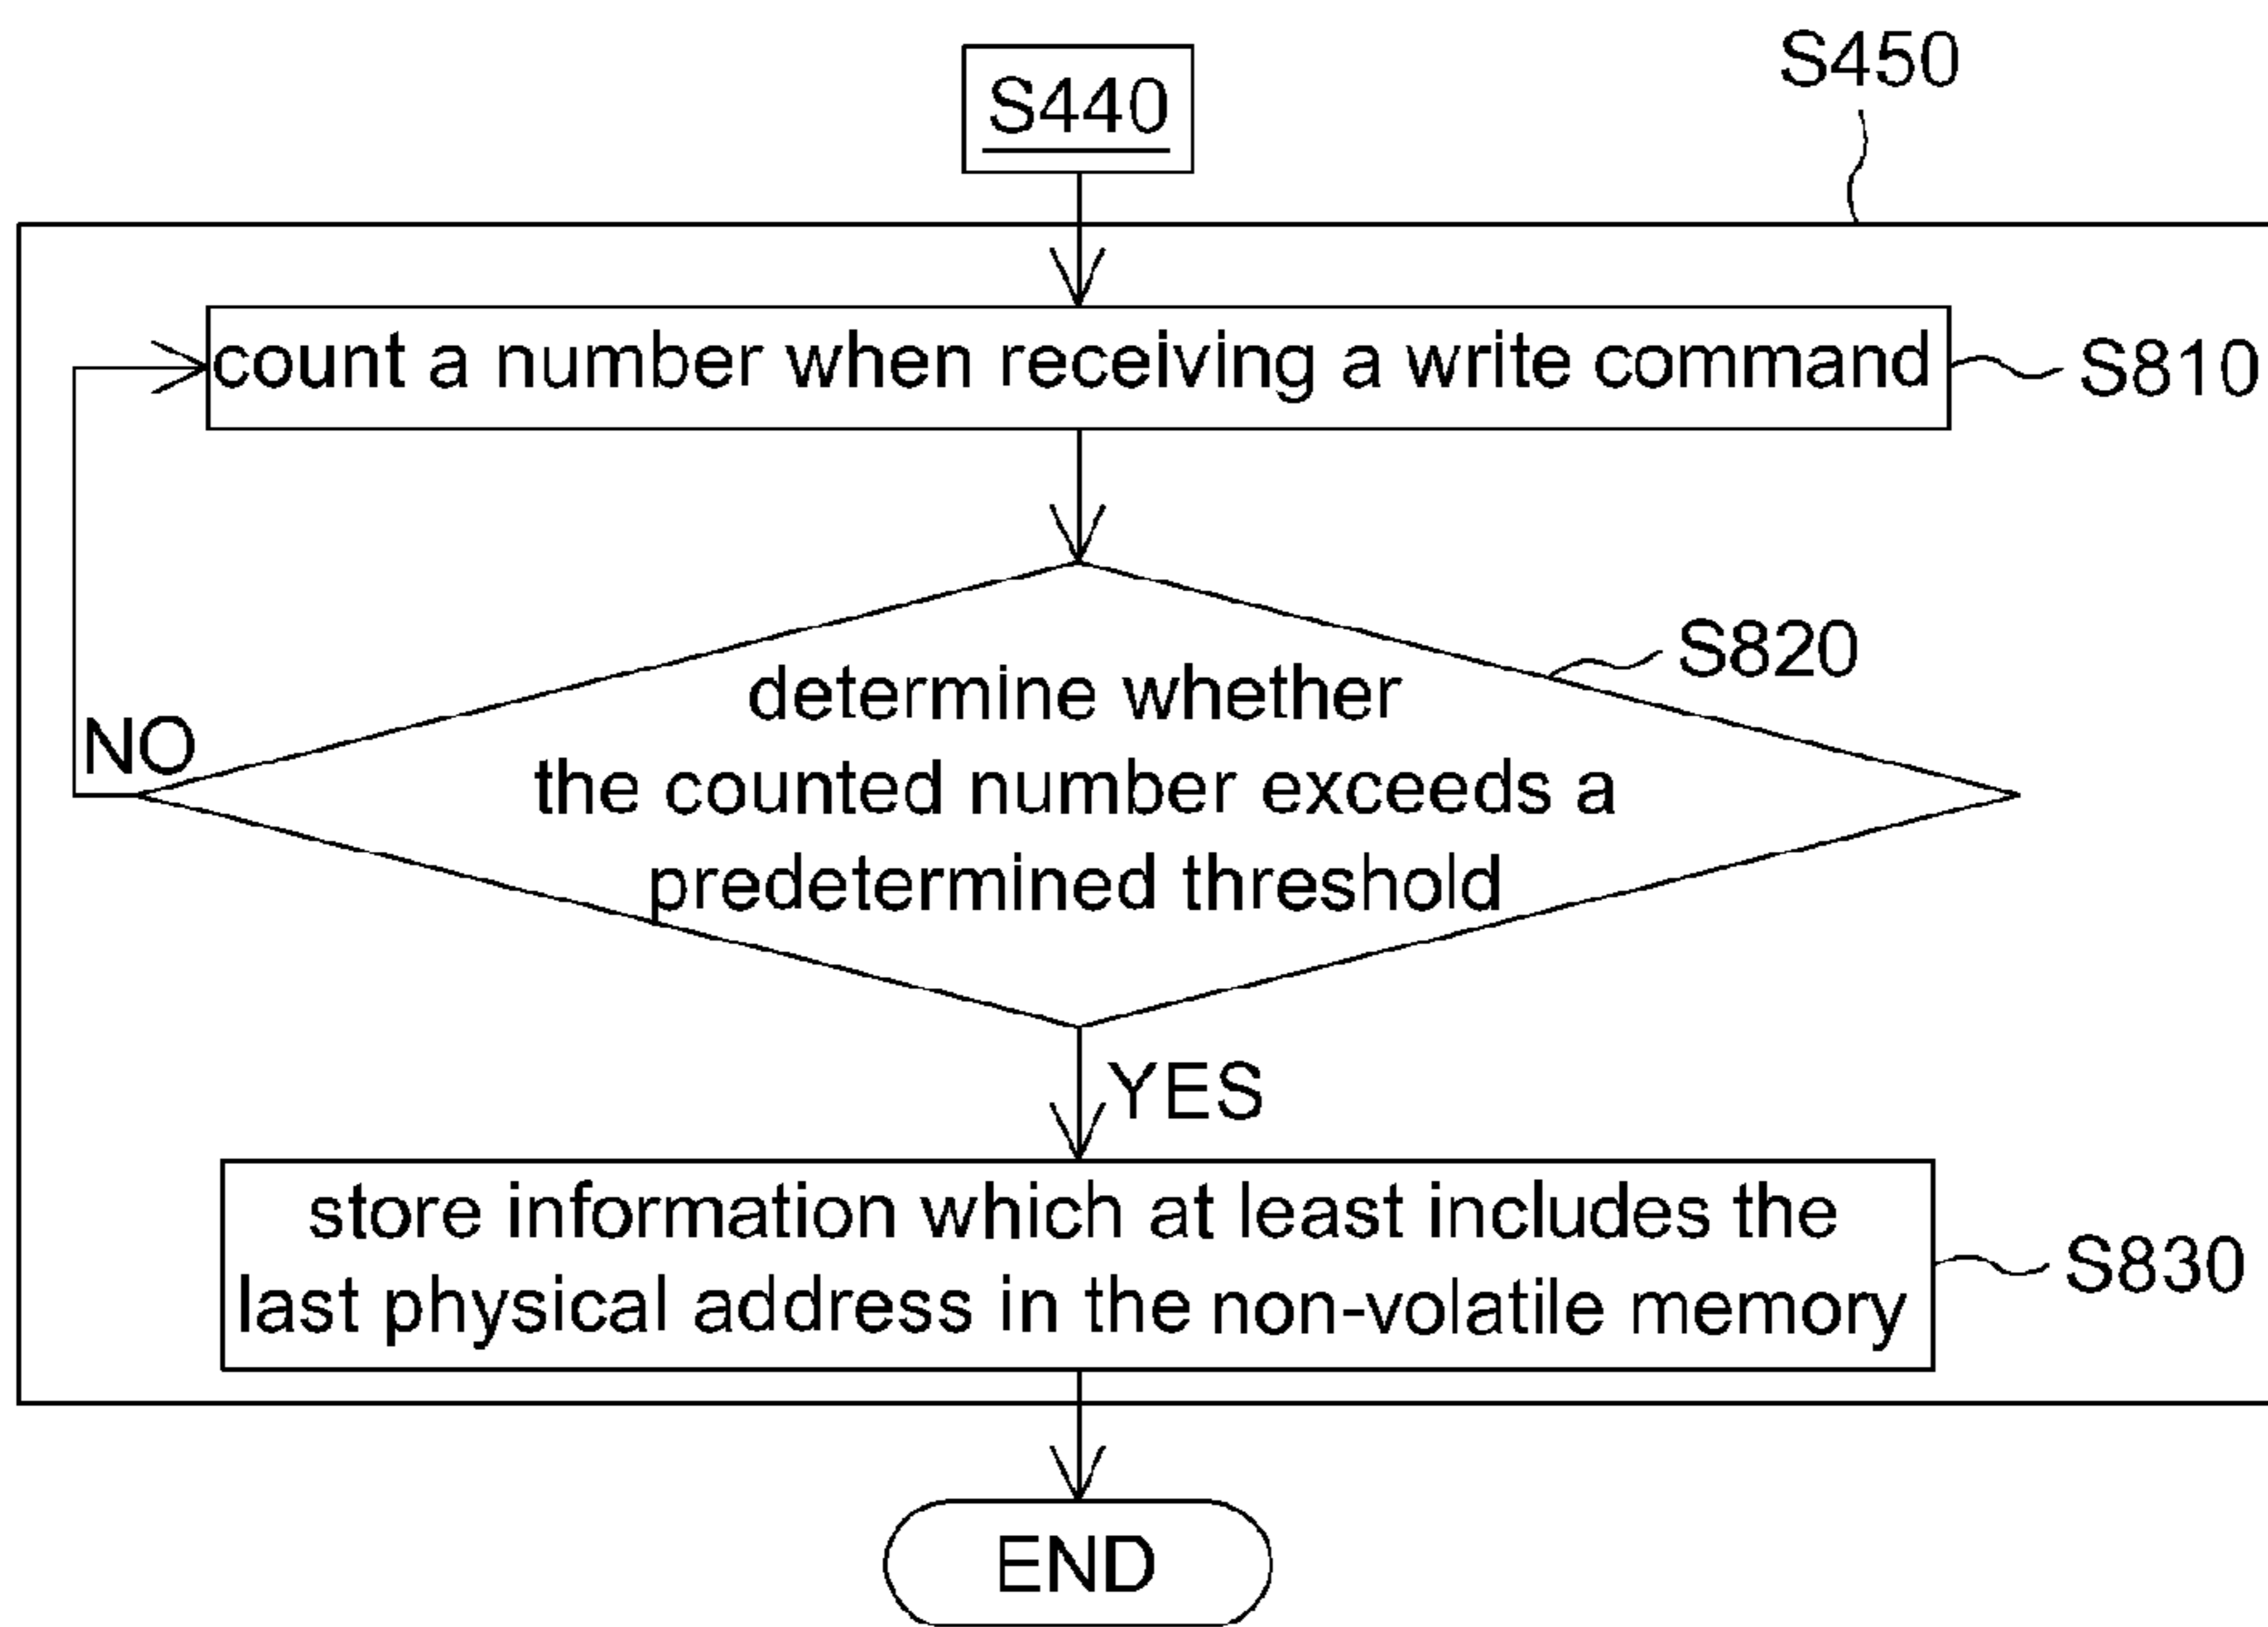 S450
S440
count a number when receiving a write command
S810
S820
determine whether
the counted number exceeds a
predetermined threshold
NO
YES
store information which at least includes the
last physical address in the non-volatile memory
S830
END